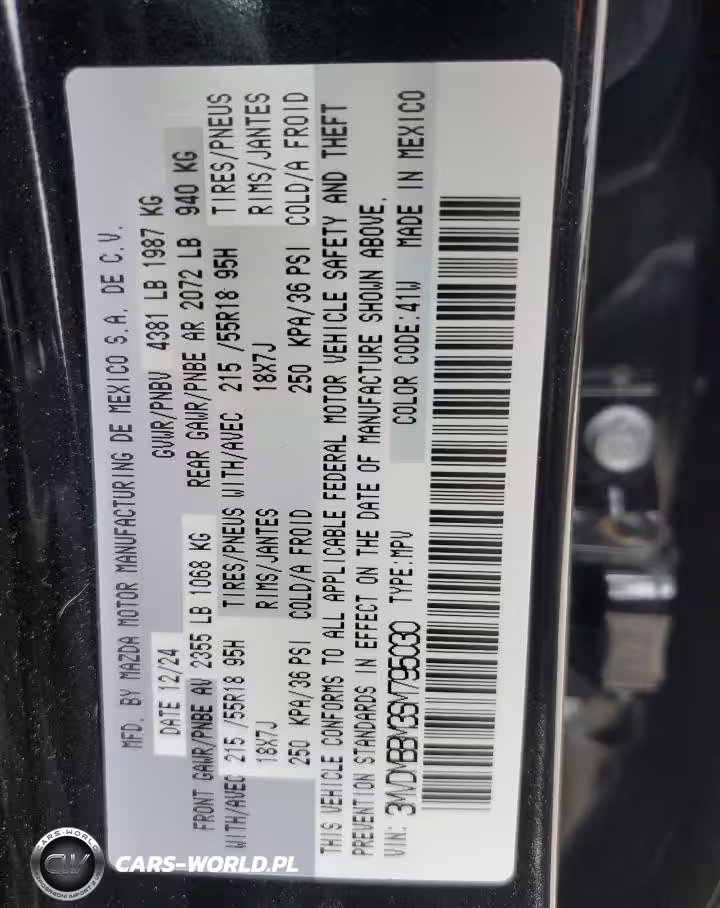 MFD. BY MAZDA MOTOR MANUFACTURING DE MEXICO S.A. DE C.V.
DATE 12/24 GVWR/PNBV 4381 LB 1987 KG
FRONT GAWR/PNBE AV 2355 LB 1068 KG REAR GAWR/PNBE AR 2072 LB 940 KG
WITH/AVEC 215 /55R18 95H TIRES/PNEUS WITH/AVEC 215 /55R18 95H TIRES/PNEUS
18X7J RIMS/JANTES 18X7J RIMS/JANTES
250 KPA/36 PSI COLD/A FROID 250 KPA/36 PSI COLD/A FROID
THIS VEHICLE CONFORMS TO ALL APPLICABLE FEDERAL MOTOR VEHICLE SAFETY AND THEFT
PREVENTION STANDARDS IN EFFECT ON THE DATE OF MANUFACTURE SHOWN ABOVE.
VIN: 3MVDMBBM3SM795030 TYPE:MPV COLOR CODE:41W MADE IN MEXICO
CARS-WORLD.PL
CW
CARS-WORLD.PL